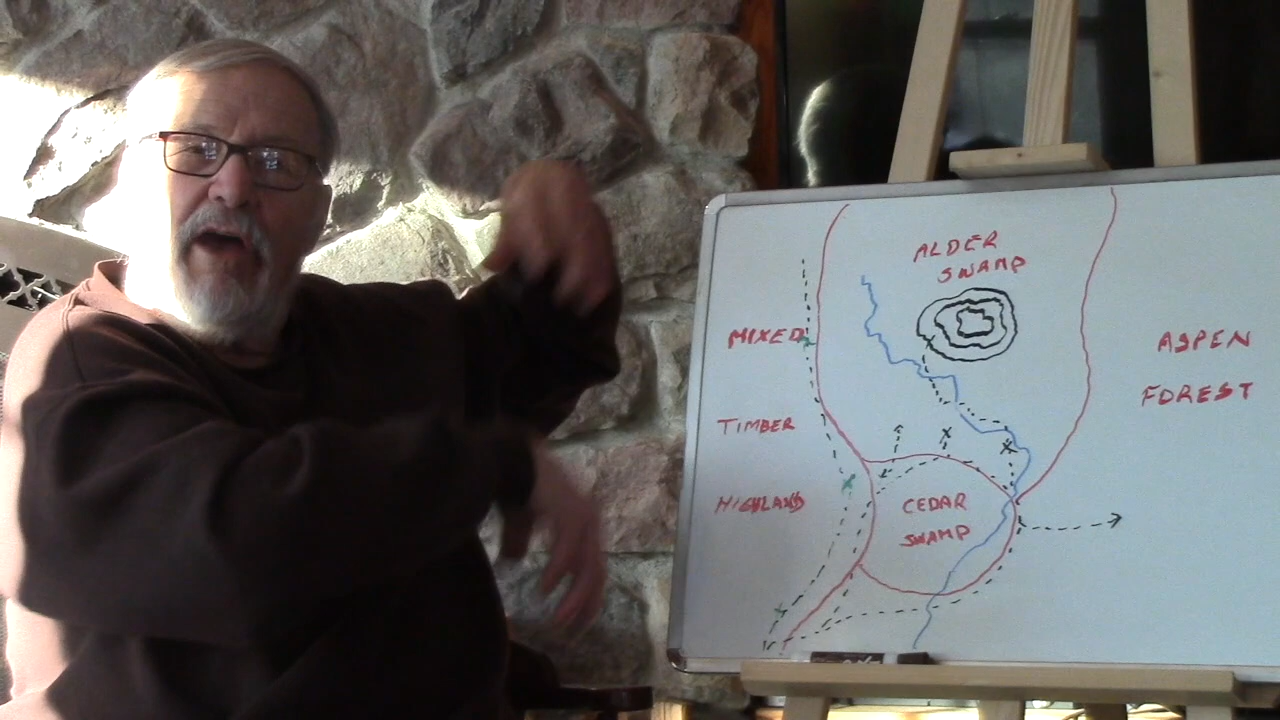 ALDER
SWAMP
MIXED
TIMBER
HIGHLAND
CEDAR
SWAMP
ASPEN
FOREST